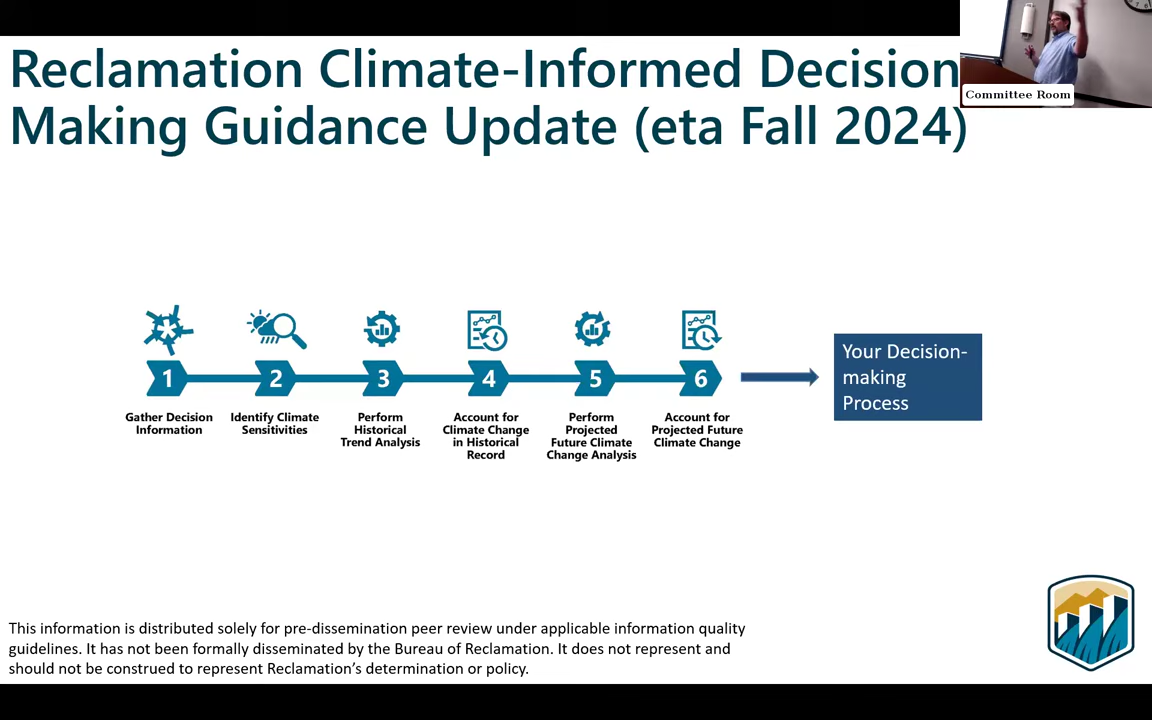 Reclamation Climate-Informed Decision
Making Guidance Update (eta Fall 2024)
Committee Room
1
2
3
4
5
6
Gather Decision
Information
Identify Climate
Sensitivities
Perform
Historical
Trend Analysis
Account for
Climate Change
in Historical
Record
Perform
Projected
Future Climate
Change Analysis
Account for
Projected Future
Climate Change
Your Decision-
making
Process
This information is distributed solely for pre-dissemination peer review under applicable information quality
guidelines. It has not been formally disseminated by the Bureau of Reclamation. It does not represent and
should not be construed to represent Reclamation's determination or policy.